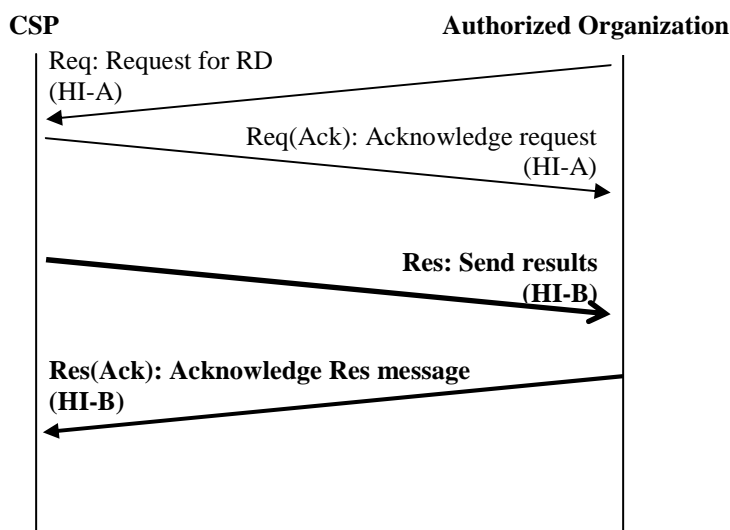 CSP
Authorized Organization
Req: Request for RD
(HI-A)
Req(Ack): Acknowledge request
(HI-A)
Res: Send results
(HI-B)
Res(Ack): Acknowledge Res message
(HI-B)